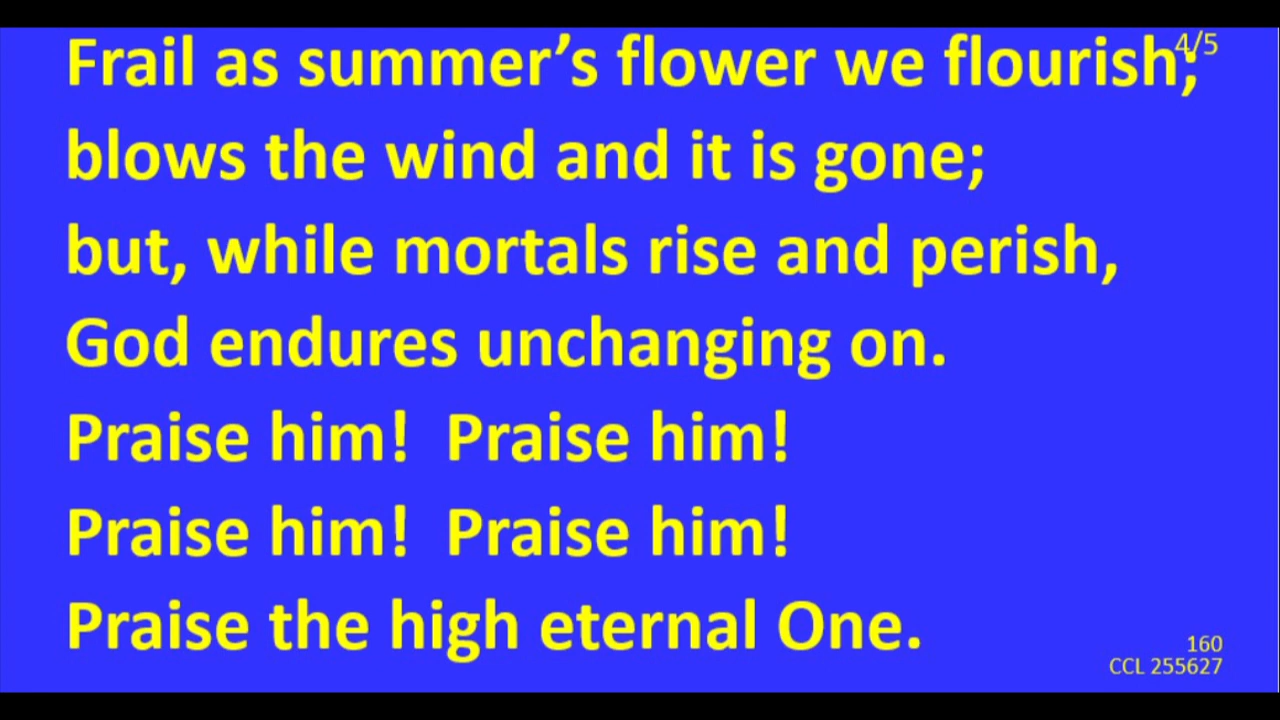 Frail as summer’s flower we flourish;
4/5
blows the wind and it is gone;
but, while mortals rise and perish,
God endures unchanging on.
Praise him!  Praise him!
Praise him!  Praise him!
Praise the high eternal One.
160
CCL 255627